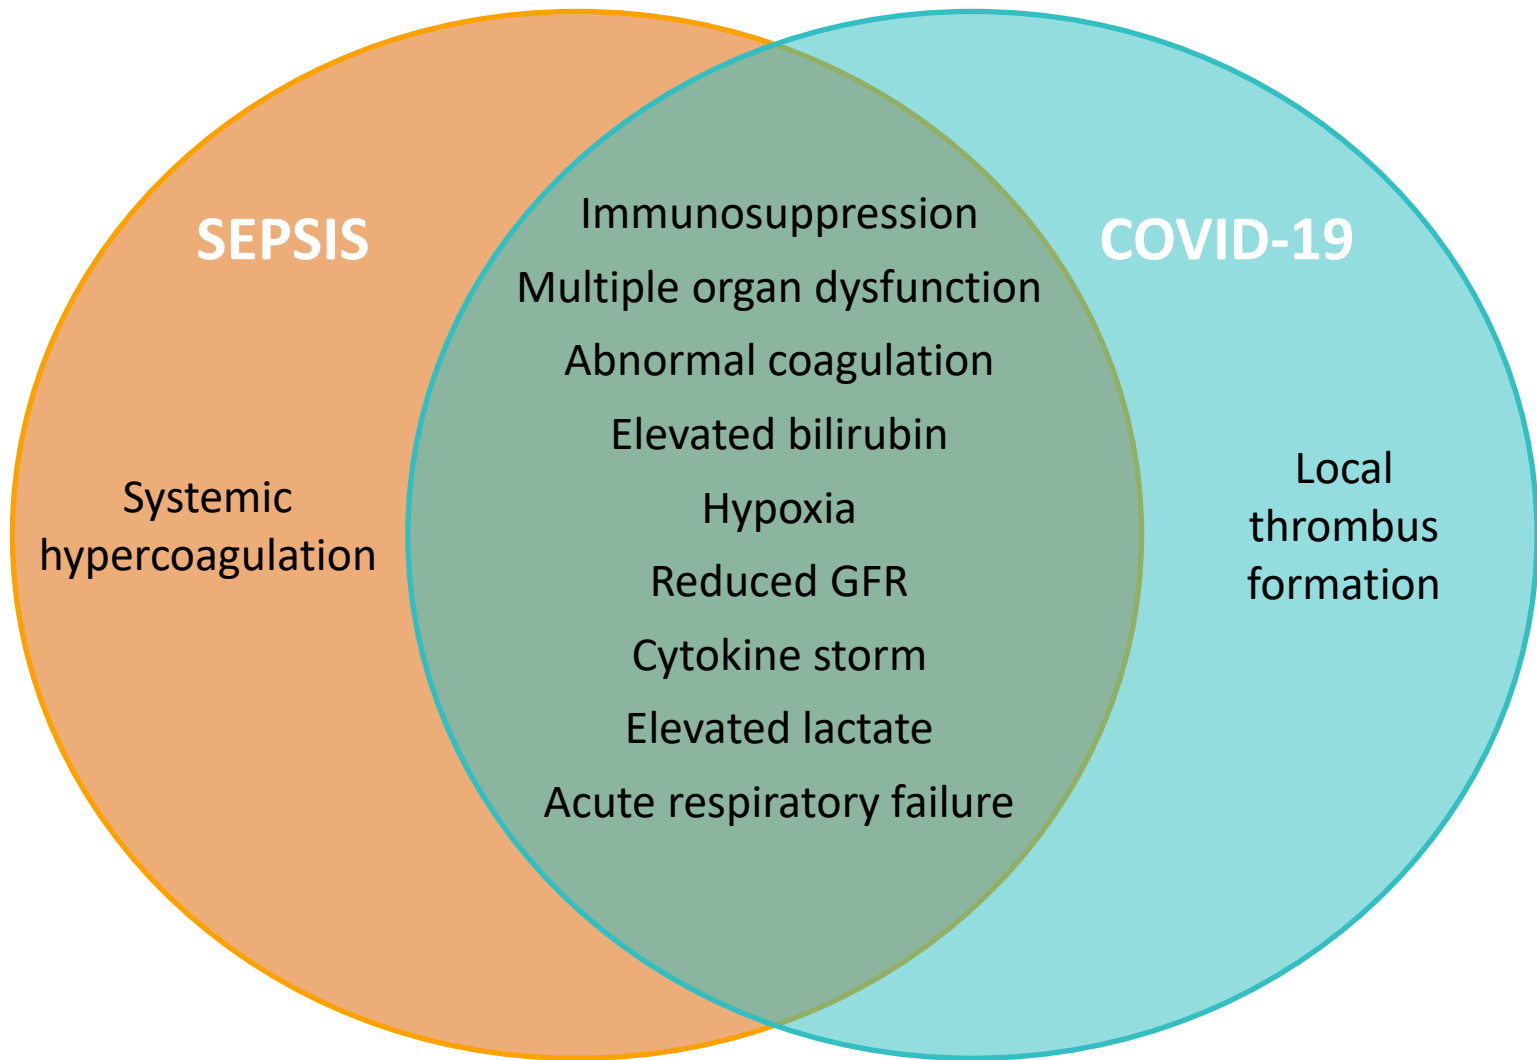 SEPSIS
Systemic
hypercoagulation
Immunosuppression
Multiple organ dysfunction
Abnormal coagulation
Elevated bilirubin
Hypoxia
Reduced GFR
Cytokine storm
Elevated lactate
Acute respiratory failure
COVID-19
Local
thrombus
formation